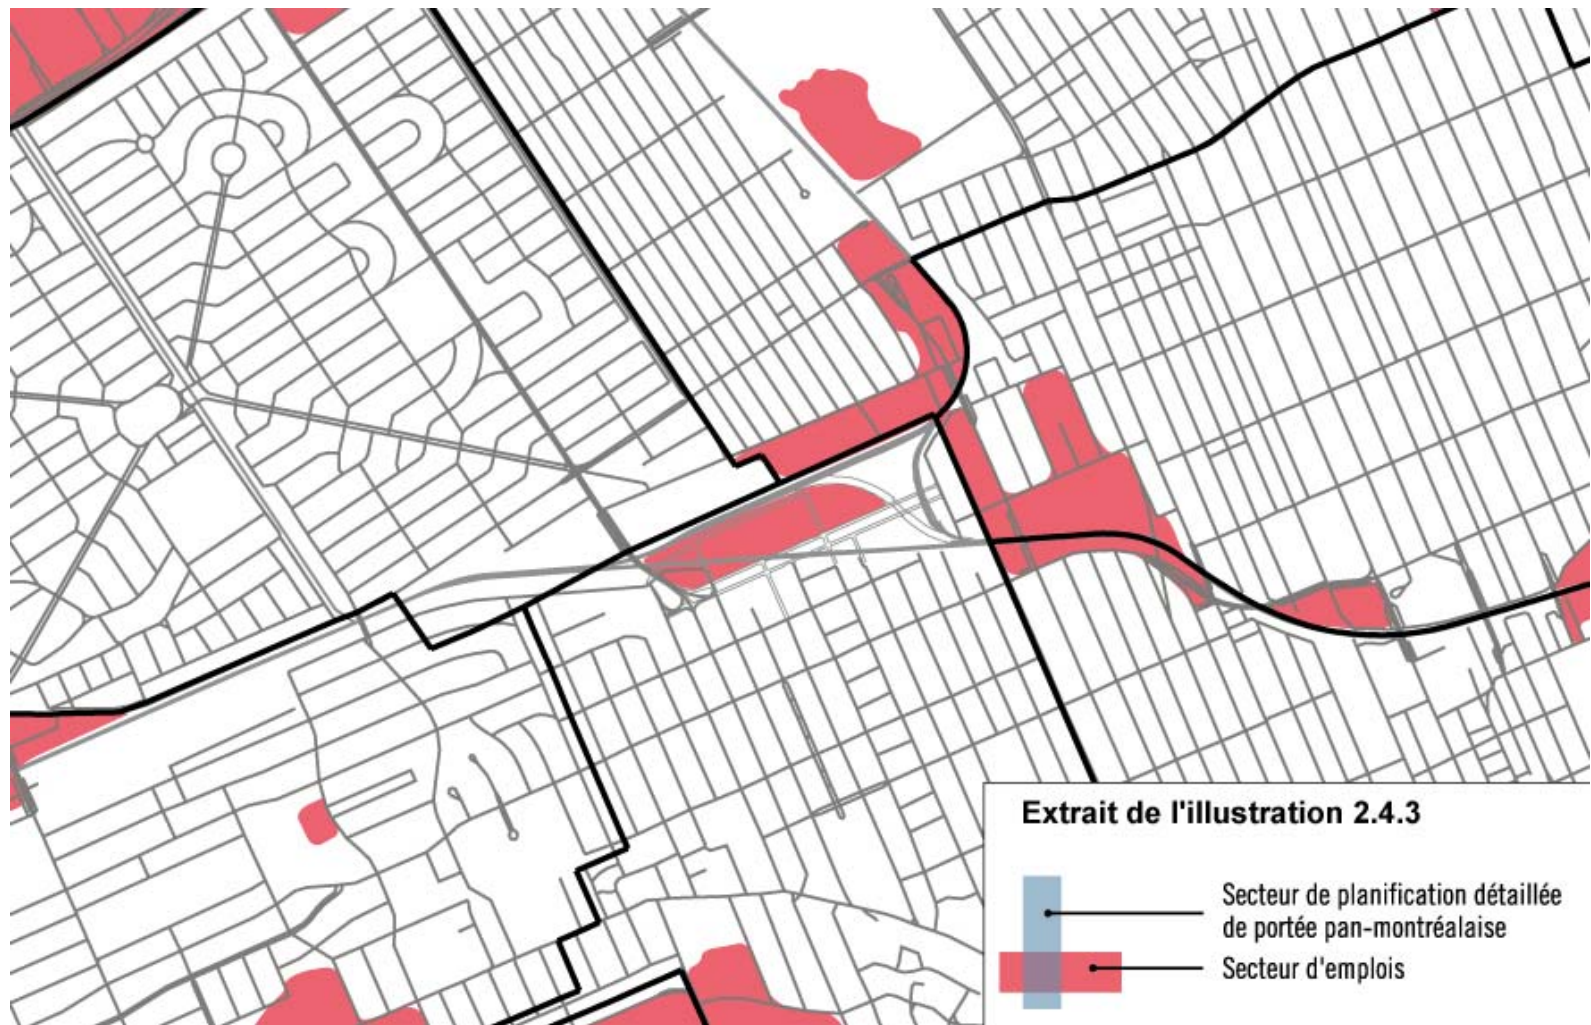 Extrait de l'illustration 2.4.3
Secteur de planification détaillée
de portée pan-montréalaise
Secteur d'emplois